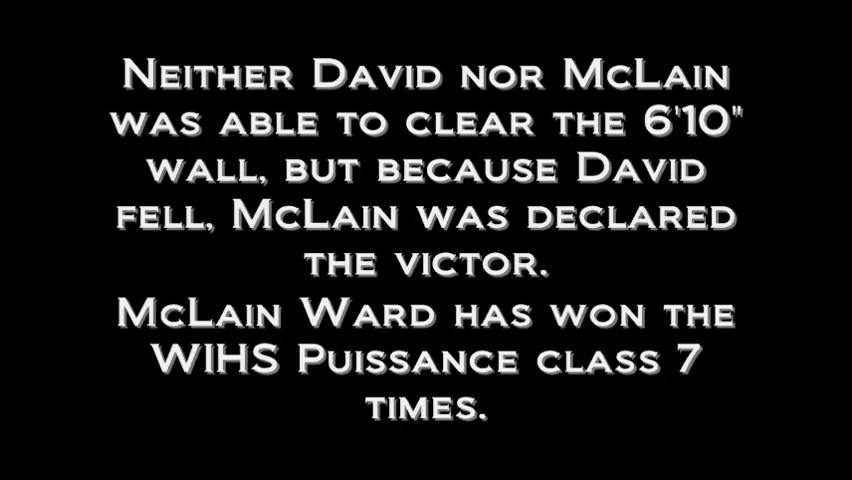 Neither David nor McLain
was able to clear the 6'10"
wall, but because David
fell, McLain was declared
the victor.
McLain Ward has won the
WIHS Puissance class 7
times.